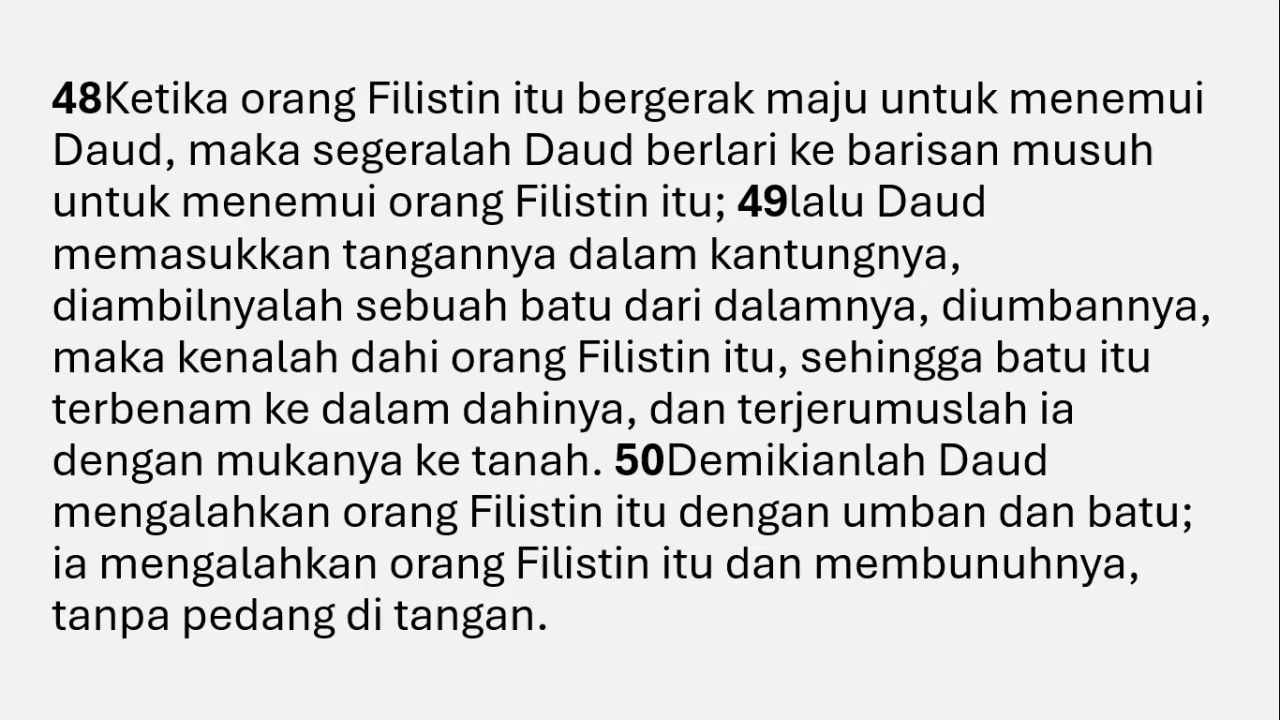 48Ketika orang Filistin itu bergerak maju untuk menemui
Daud, maka segeralah Daud berlari ke barisan musuh
untuk menemui orang Filistin itu; 49lalu Daud
memasukkan tangannya dalam kantungnya,
diambilnyalah sebuah batu dari dalamnya, diumbannya,
maka kenalah dahi orang Filistin itu, sehingga batu itu
terbenam ke dalam dahinya, dan terjerumuslah ia
dengan mukanya ke tanah. 50Demikianlah Daud
mengalahkan orang Filistin itu dengan umban dan batu;
ia mengalahkan orang Filistin itu dan membunuhnya,
tanpa pedang di tangan.